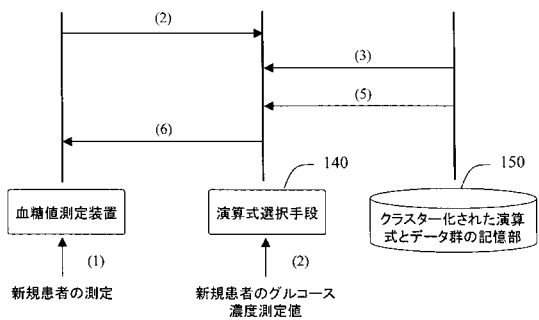 (2)
(3)
(5)
(6)
140
150
血糖値測定装置
演算式選択手段
クラスター化された演算
式とデータ群の記憶部
(1)
(2)
新規患者の測定
新規患者のグルコース
濃度測定値